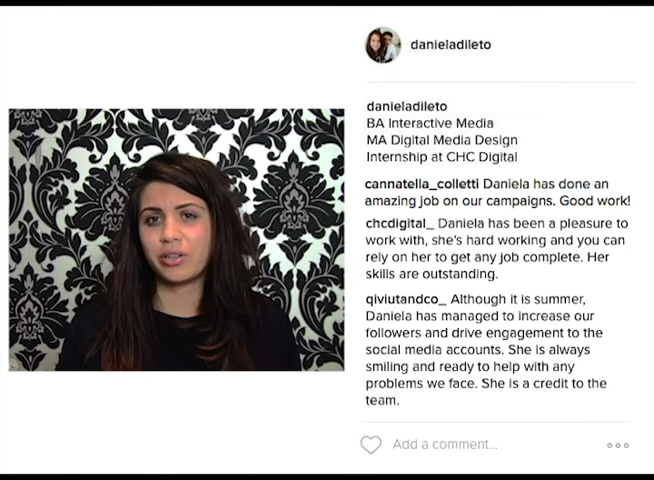 danieladileto
danieladileto
BA Interactive Media
MA Digital Media Design
Internship at CHC Digital
cannatella_colletti Daniela has done an
amazing job on our campaigns. Good work!
chcdigital_ Daniela has been a pleasure to
work with, she's hard working and you can
rely on her to get any job complete. Her
skills are outstanding.
qiviutandco_ Although it is summer,
Daniela has managed to increase our
followers and drive engagement to the
social media accounts. She is always
smiling and ready to help with any
problems we face. She is a credit to the
team.
Add a comment...